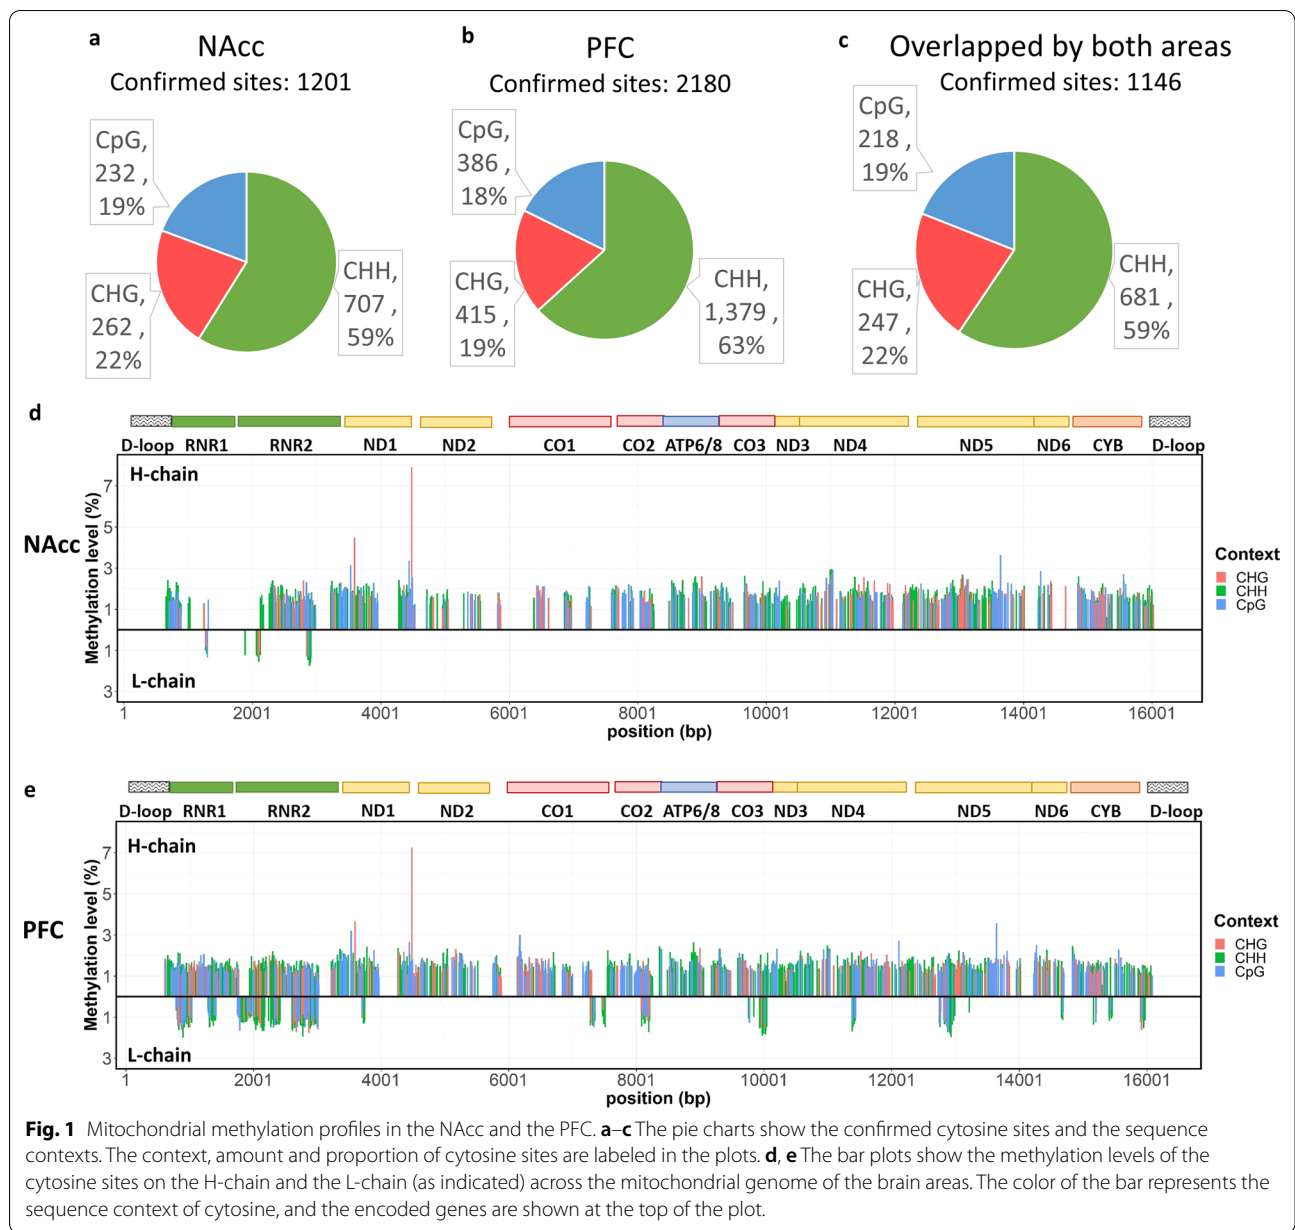 a
NAcc
Confirmed sites: 1201
CpG,
232 ,
19%
CHG,
262 ,
22%
CHH,
707 ,
59%
b
PFC
Confirmed sites: 2180
CpG,
386 ,
18%
CHG,
415 ,
19%
CHH,
1,379 ,
63%
c
Overlapped by both areas
Confirmed sites: 1146
CpG,
218 ,
19%
CHG,
247 ,
22%
CHH,
681 ,
59%
d
D-loop RNR1 RNR2 ND1 ND2 CO1 CO2 ATP6/8 CO3 ND3 ND4 ND5 ND6 CYB D-loop
NAcc
Methylation level (%)
H-chain
7
5
3
1
1
3
L-chain
1 2001 4001 6001 8001 10001 12001 14001 16001
position (bp)
Context
CHG
CHH
CpG
e
D-loop RNR1 RNR2 ND1 ND2 CO1 CO2 ATP6/8 CO3 ND3 ND4 ND5 ND6 CYB D-loop
PFC
Methylation level (%)
H-chain
7
5
3
1
1
3
L-chain
1 2001 4001 6001 8001 10001 12001 14001 16001
position (bp)
Context
CHG
CHH
CpG
Fig. 1 Mitochondrial methylation profiles in the NAcc and the PFC. a–c The pie charts show the confirmed cytosine sites and the sequence
contexts. The context, amount and proportion of cytosine sites are labeled in the plots. d, e The bar plots show the methylation levels of the
cytosine sites on the H-chain and the L-chain (as indicated) across the mitochondrial genome of the brain areas. The color of the bar represents the
sequence context of cytosine, and the encoded genes are shown at the top of the plot.